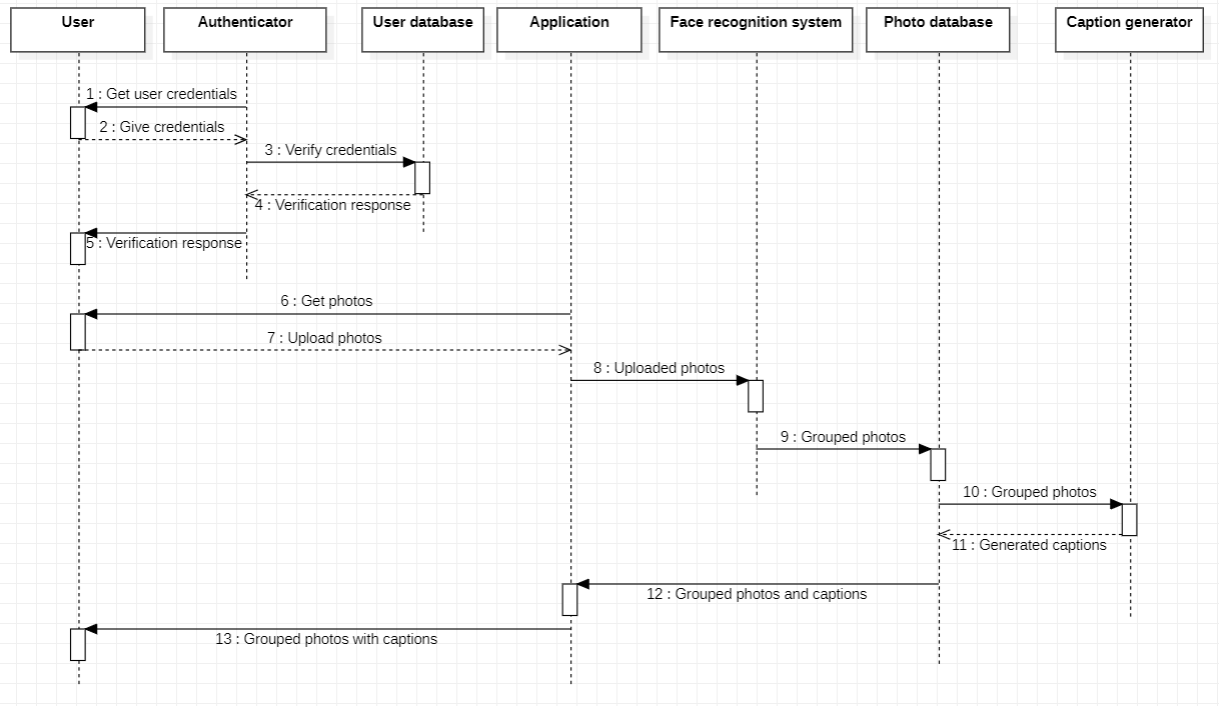 User
Authenticator
User database
Application
Face recognition system
Photo database
Caption generator
1 : Get user credentials
2 : Give credentials
3 : Verify credentials
4 : Verification response
5 : Verification response
6 : Get photos
7 : Upload photos
8 : Uploaded photos
9 : Grouped photos
10 : Grouped photos
11 : Generated captions
12 : Grouped photos and captions
13 : Grouped photos with captions